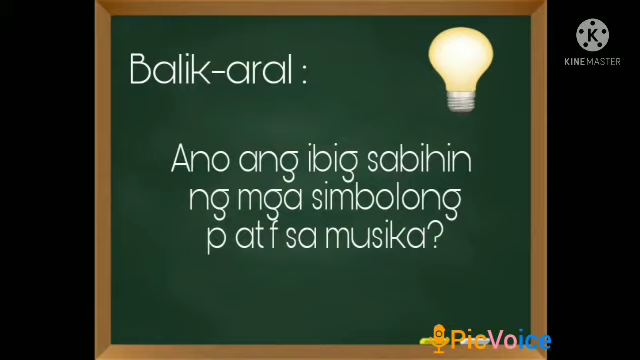 Balik-aral :
KINEMASTER
Ano ang ibig sabihin
ng mga simbolong
p at f sa musika?
PicVoice